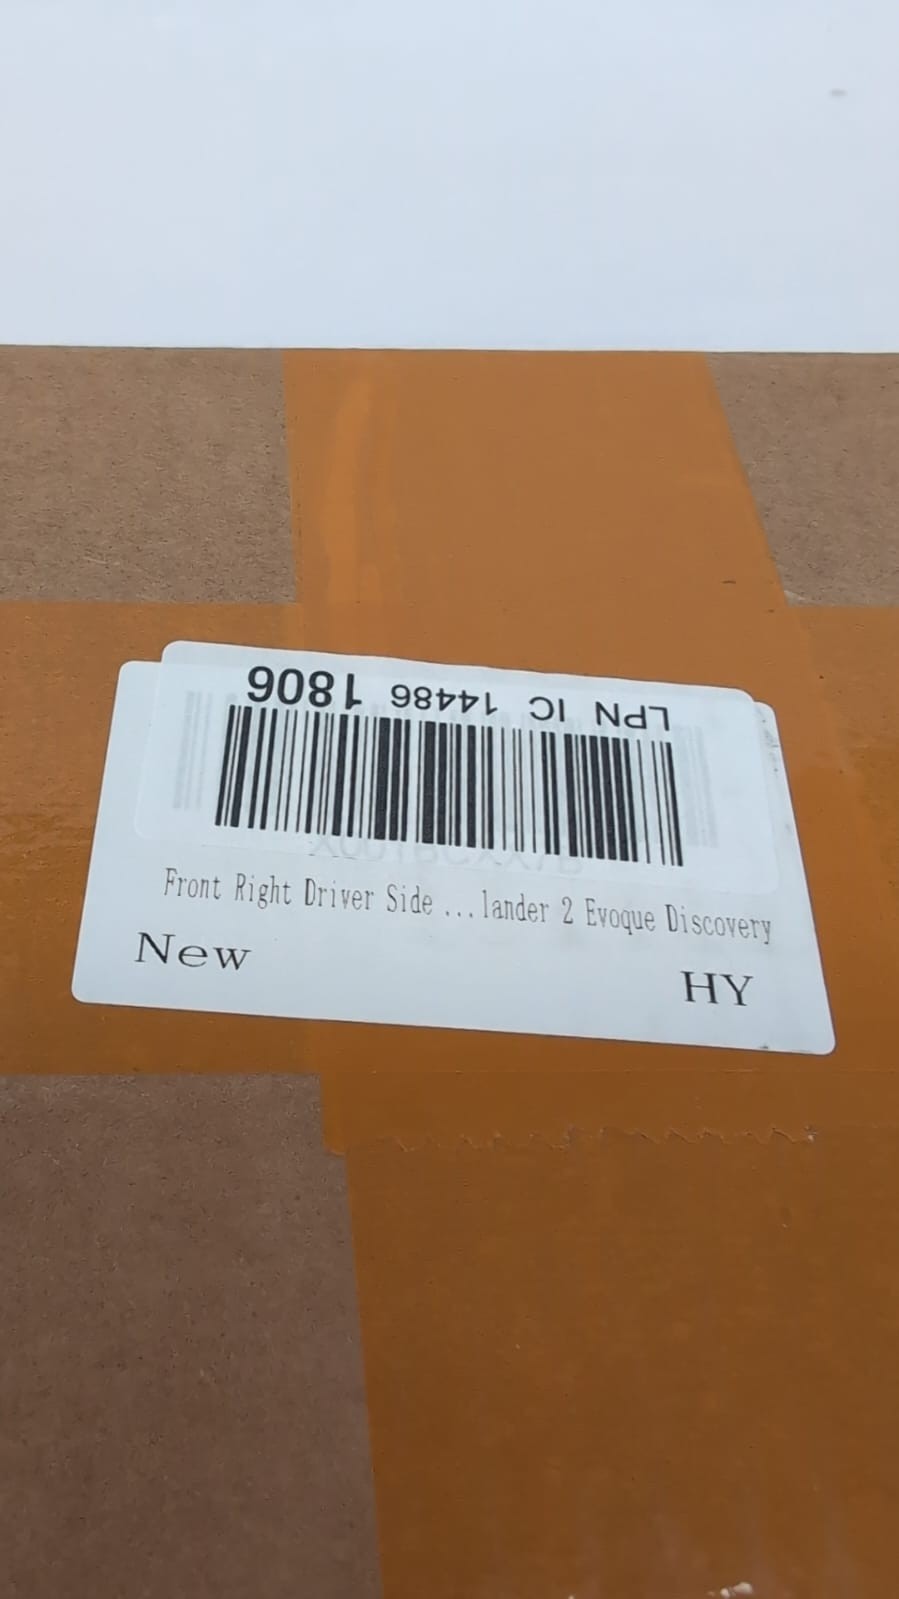 LPN IC 14486 1806
Front Right Driver Side ...lander 2 Evoque Discovery
New
HY